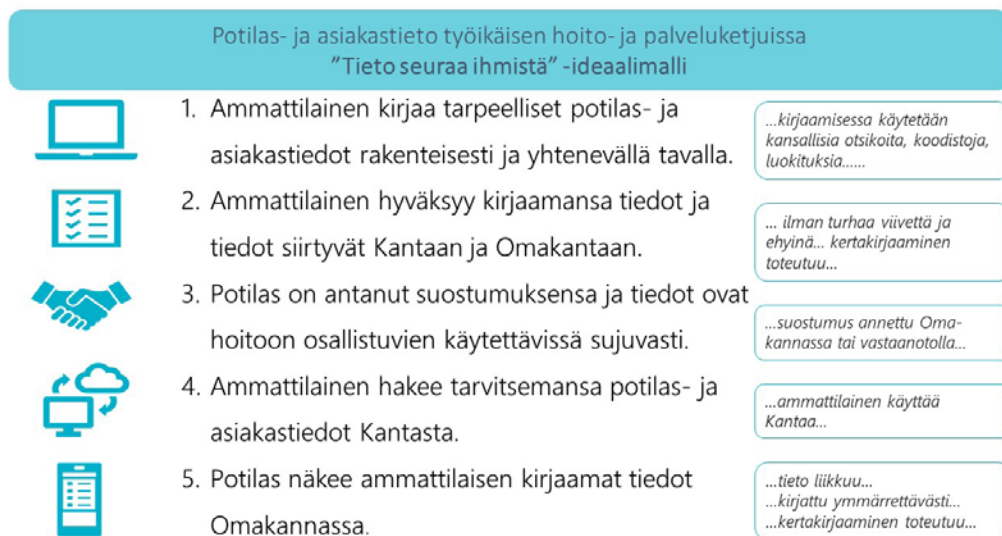 Potilas- ja asiakastieto työikäisen hoito- ja palveluketjuissa
”Tieto seuraa ihmistä” -ideaalimalli
1. Ammattilainen kirjaa tarpeelliset potilas- ja
asiakastiedot rakenteisesti ja yhtenevällä tavalla.
...kirjaamisessa käytetään
kansallisia otsikoita, koodistoja,
luokituksia......
2. Ammattilainen hyväksyy kirjaamansa tiedot ja
tiedot siirtyvät Kantaan ja Omakantaan.
... ilman turhaa viivettä ja
ehyinä... kertakirjaaminen
toteutuu...
3. Potilas on antanut suostumuksensa ja tiedot ovat
hoitoon osallistuvien käytettävissä sujuvasti.
...suostumus annettu Oma-
kannassa tai vastaanotolla...
4. Ammattilainen hakee tarvitsemansa potilas- ja
asiakastiedot Kantasta.
...ammattilainen käyttää
Kantaa...
5. Potilas näkee ammattilaisen kirjaamat tiedot
Omakannassa.
...tieto liikkuu...
...kirjattu ymmärrettävästi...
...kertakirjaaminen toteutuu...